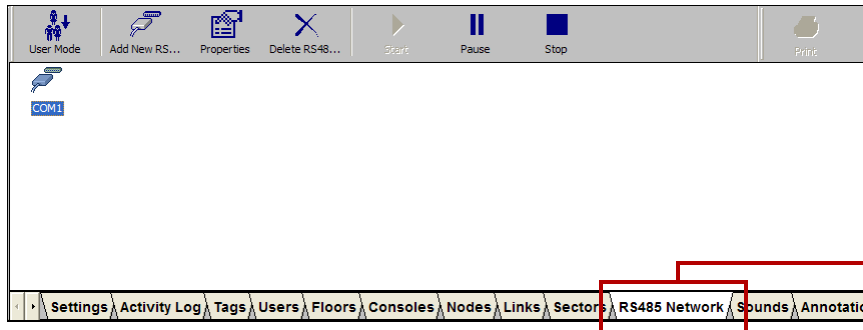 User Mode Add New RS... Properties Delete RS48... Start Pause Stop Print
COM1
Settings Activity Log Tags Users Floors Consoles Nodes Links Sectors RS485 Network Sounds Annotatio